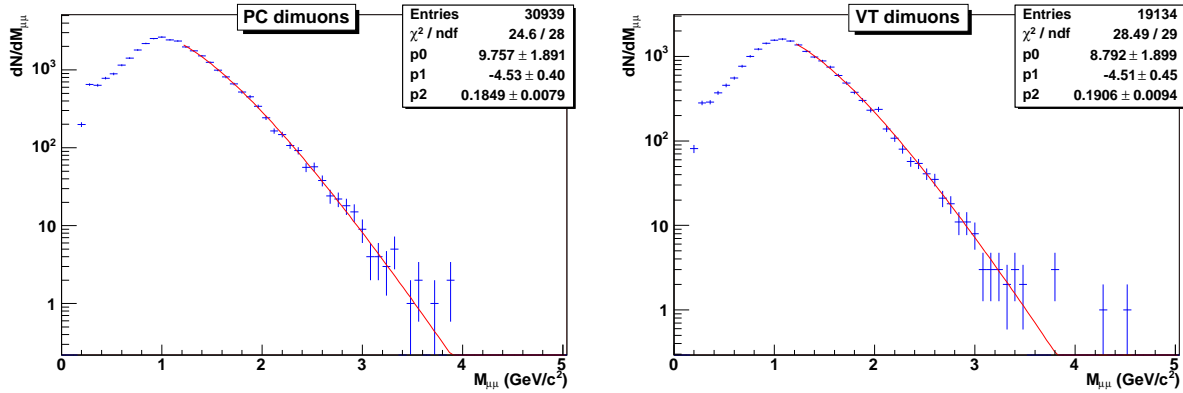 PC dimuons
Entries 30939
χ² / ndf 24.6 / 28
p0 9.757 ± 1.891
p1 -4.53 ± 0.40
p2 0.1849 ± 0.0079
dN/dM_μμ
10³
10²
10
1
0 1 2 3 4 5
M_μμ (GeV/c²)
VT dimuons
Entries 19134
χ² / ndf 28.49 / 29
p0 8.792 ± 1.899
p1 -4.51 ± 0.45
p2 0.1906 ± 0.0094
dN/dM_μμ
10³
10²
10
1
0 1 2 3 4 5
M_μμ (GeV/c²)